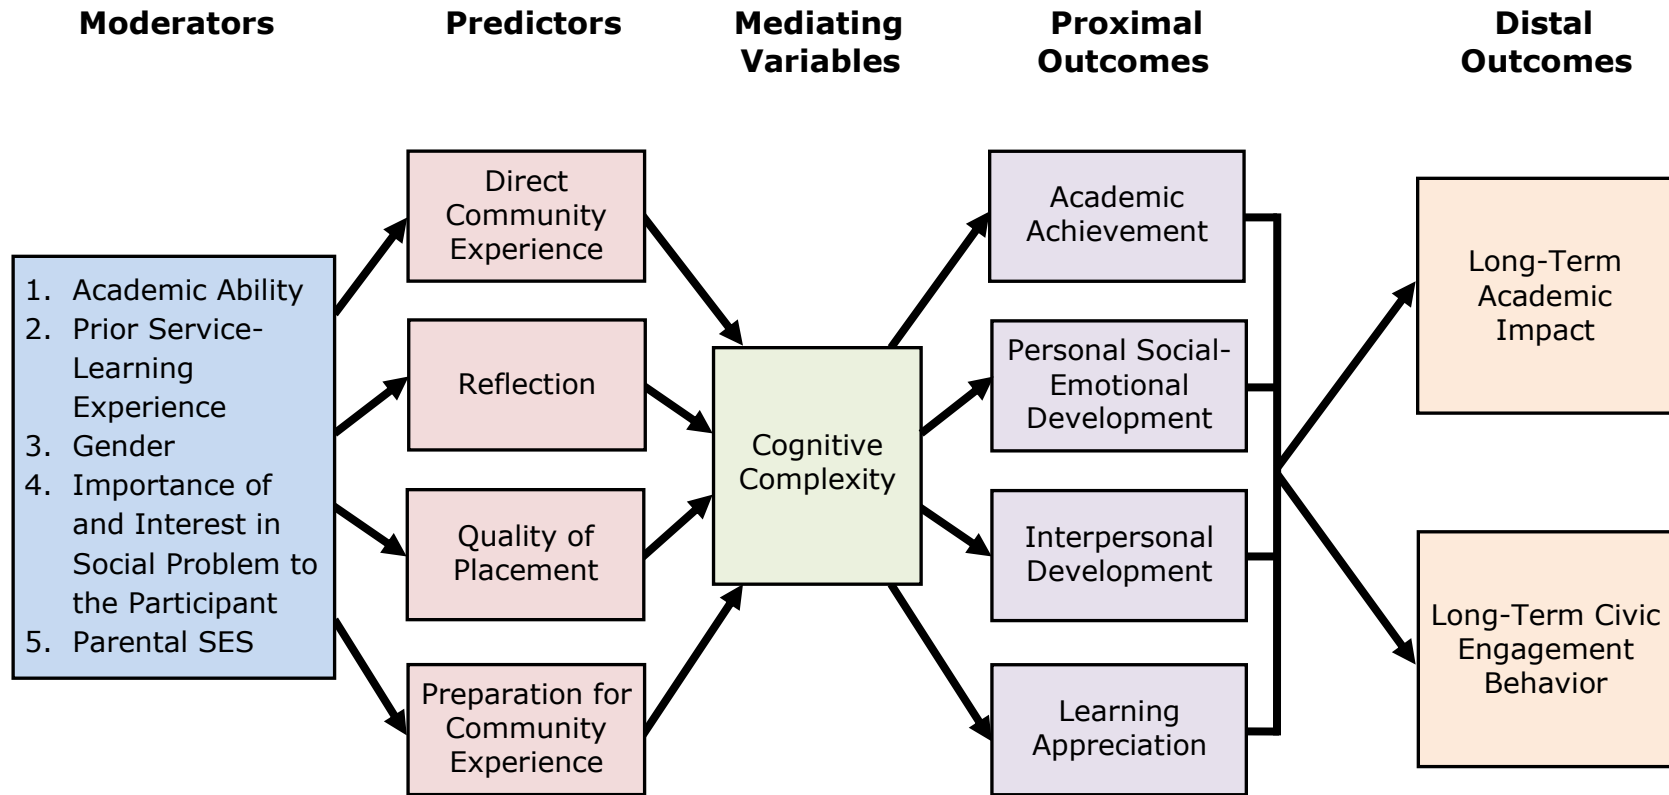 Moderators
Predictors
Mediating
Variables
Proximal
Outcomes
Distal
Outcomes
1. Academic Ability
2. Prior Service-
Learning
Experience
3. Gender
4. Importance of
and Interest in
Social Problem to
the Participant
5. Parental SES
Direct
Community
Experience
Reflection
Quality of
Placement
Preparation for
Community
Experience
Cognitive
Complexity
Academic
Achievement
Personal Social-
Emotional
Development
Interpersonal
Development
Learning
Appreciation
Long-Term
Academic
Impact
Long-Term Civic
Engagement
Behavior